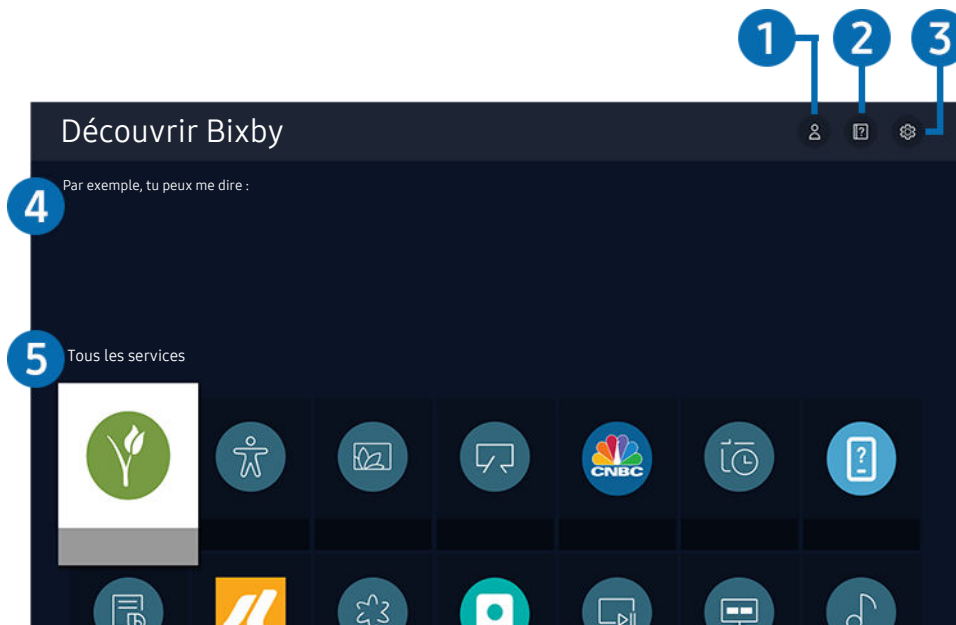 1 2 3
Découvrir Bixby
4
Par exemple, tu peux me dire :
5
Tous les services
CNBC